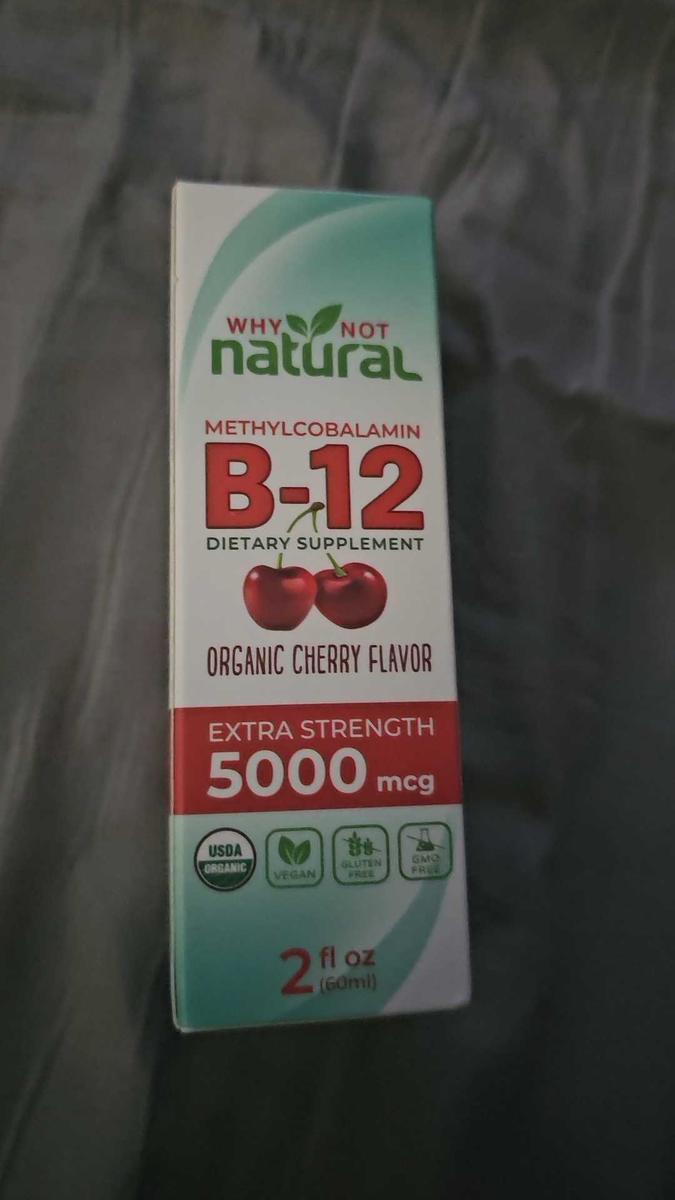 WHY NOT
natural
METHYLCOBALAMIN
B-12
DIETARY SUPPLEMENT
ORGANIC CHERRY FLAVOR
EXTRA STRENGTH
5000 mcg
USDA
ORGANIC
VEGAN
GLUTEN
FREE
GMO
FREE
2 fl oz
(60ml)